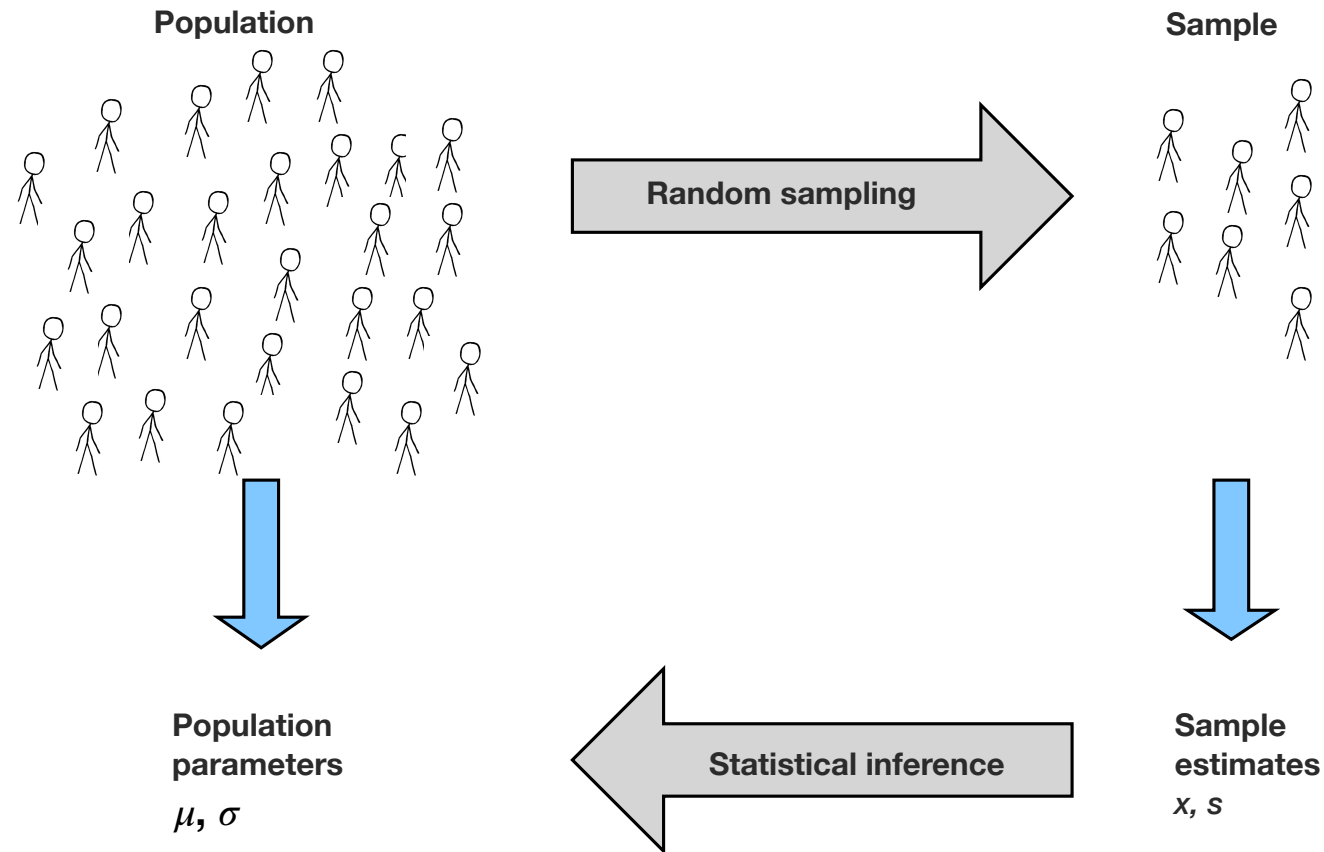 Population
Sample
Random sampling
Population
parameters
μ, σ
Statistical inference
Sample
estimates
x, s